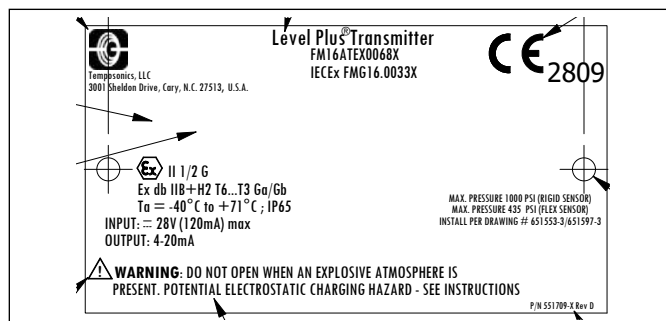 Level Plus® Transmitter
FM16ATEX0068X
IECEx FMG16.0033X
CE 2809
Temposonics, LLC
3001 Sheldon Drive, Cary, N.C. 27513, U.S.A.
Ex II 1/2 G
Ex db IIB+H2 T6...T3 Ga/Gb
Ta = -40°C to +71°C ; IP65
INPUT: ⎓ 28V (120mA) max
OUTPUT: 4-20mA
MAX. PRESSURE 1000 PSI (RIGID SENSOR)
MAX. PRESSURE 435 PSI (FLEX SENSOR)
INSTALL PER DRAWING # 651553-3/651597-3
WARNING: DO NOT OPEN WHEN AN EXPLOSIVE ATMOSPHERE IS
PRESENT. POTENTIAL ELECTROSTATIC CHARGING HAZARD - SEE INSTRUCTIONS
P/N 551709-X Rev D